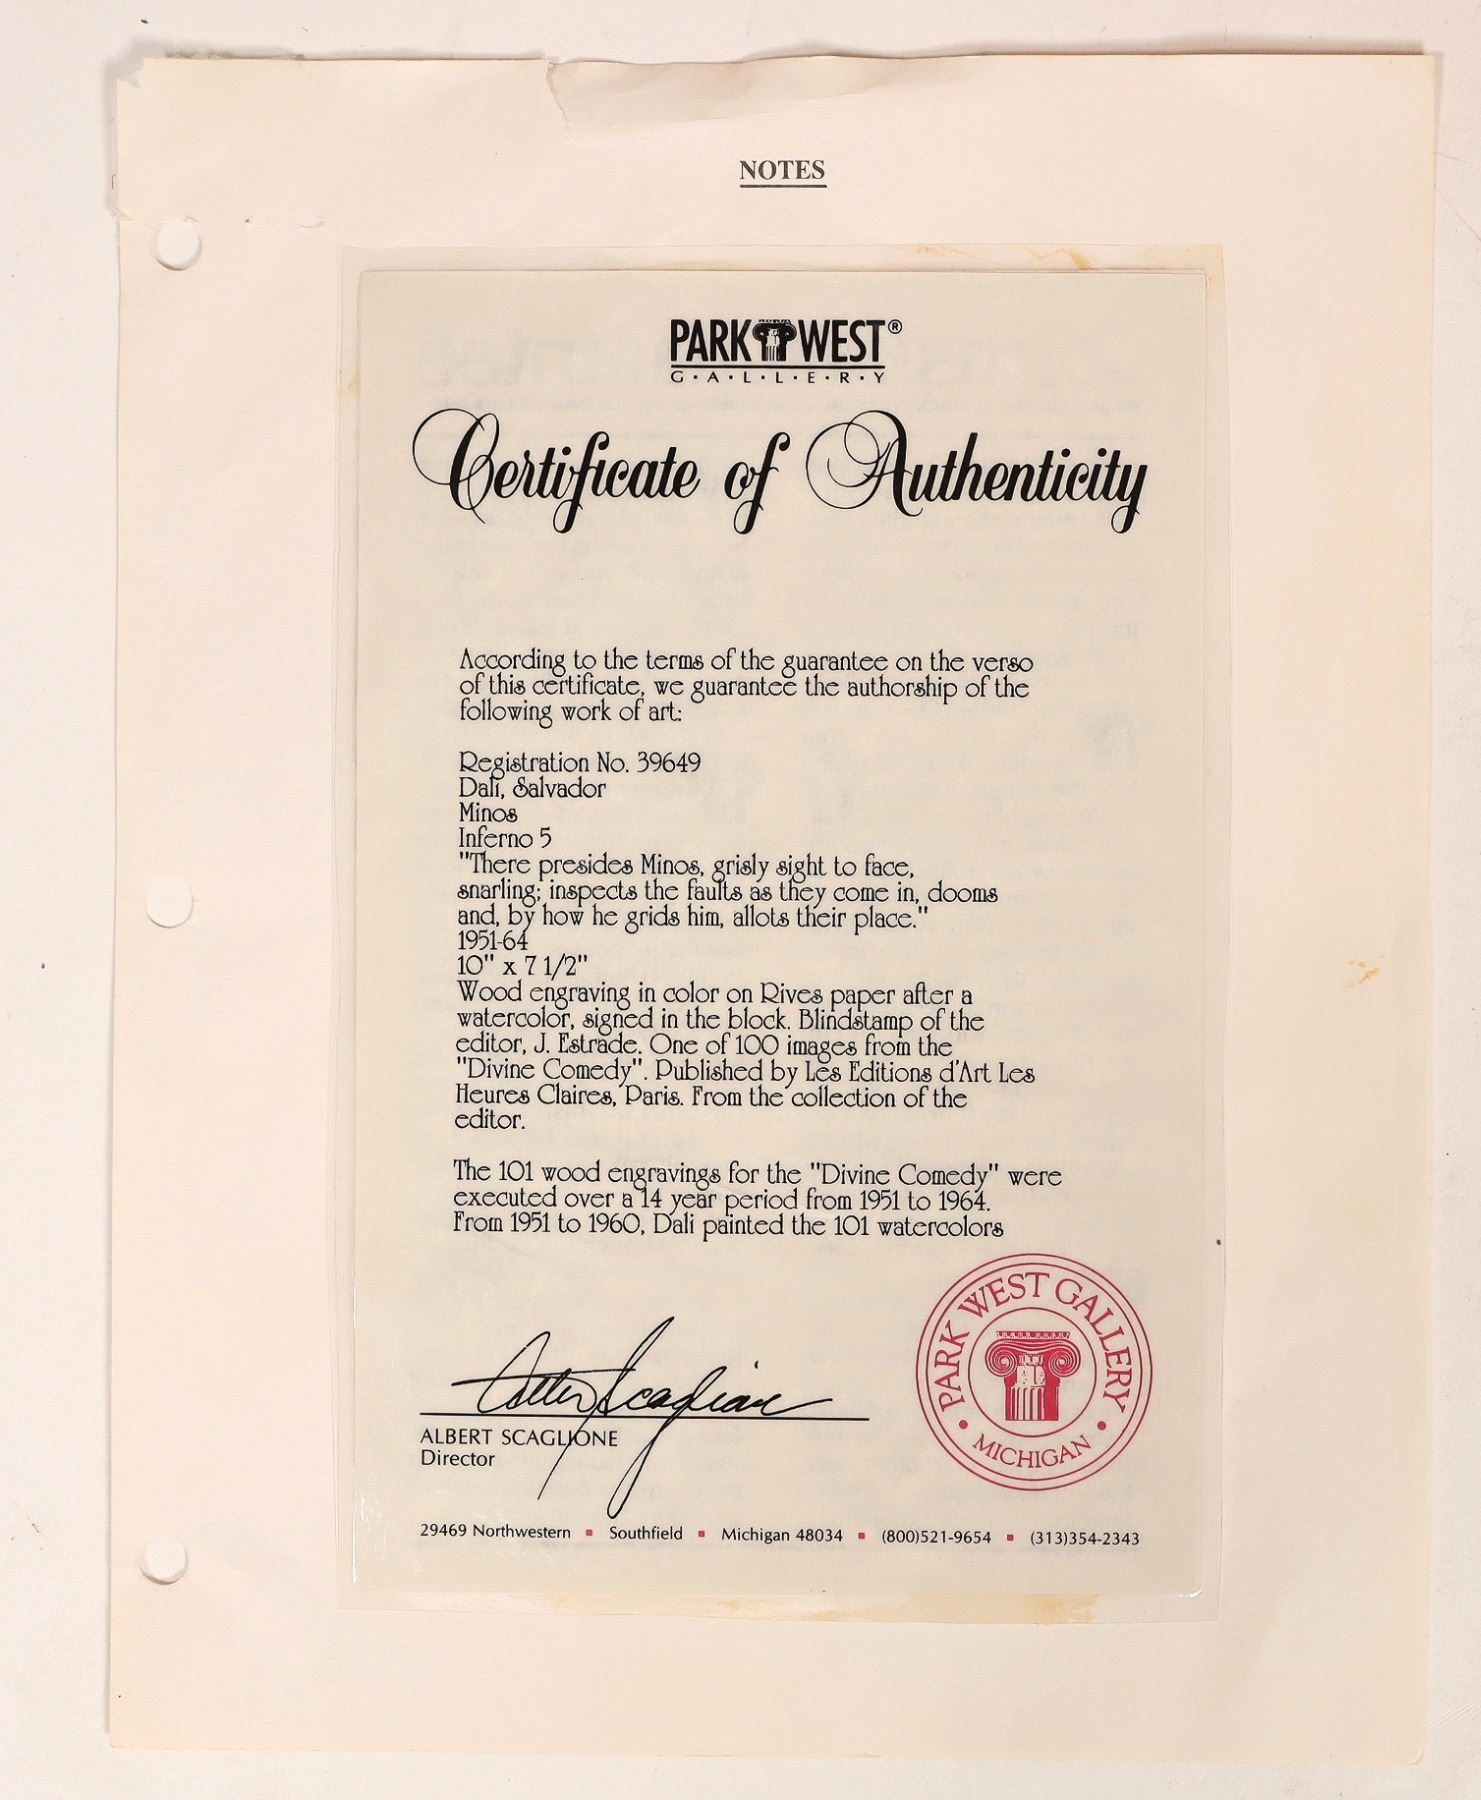 NOTES
PARK WEST®
G·A·L·L·E·R·Y
Certificate of Authenticity
According to the terms of the guarantee on the verso
of this certificate, we guarantee the authorship of the
following work of art:
Registration No. 39649
Dali, Salvador
Minos
Inferno 5
"There presides Minos, grisly sight to face,
snarling; inspects the faults as they come in, dooms
and, by how he grids him, allots their place."
1951-64
10" x 7 1/2"
Wood engraving in color on Rives paper after a
watercolor, signed in the block. Blindstamp of the
editor, J. Estrade. One of 100 images from the
"Divine Comedy". Published by Les Editions d'Art Les
Heures Claires, Paris. From the collection of the
editor.
The 101 wood engravings for the "Divine Comedy" were
executed over a 14 year period from 1951 to 1964.
From 1951 to 1960, Dali painted the 101 watercolors
PARK WEST GALLERY
• MICHIGAN •
Albert Scaglione
ALBERT SCAGLIONE
Director
29469 Northwestern ▪ Southfield ▪ Michigan 48034 ▪ (800)521-9654 ▪ (313)354-2343